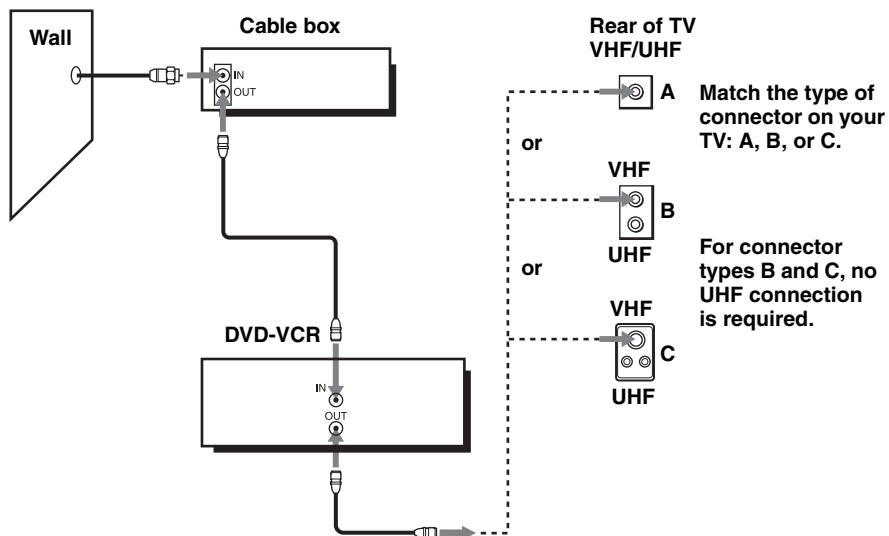 Wall
Cable box
IN
OUT
DVD-VCR
IN
OUT
Rear of TV
VHF/UHF
A
or
VHF
B
UHF
or
VHF
C
UHF
Match the type of
connector on your
TV: A, B, or C.
For connector
types B and C, no
UHF connection
is required.